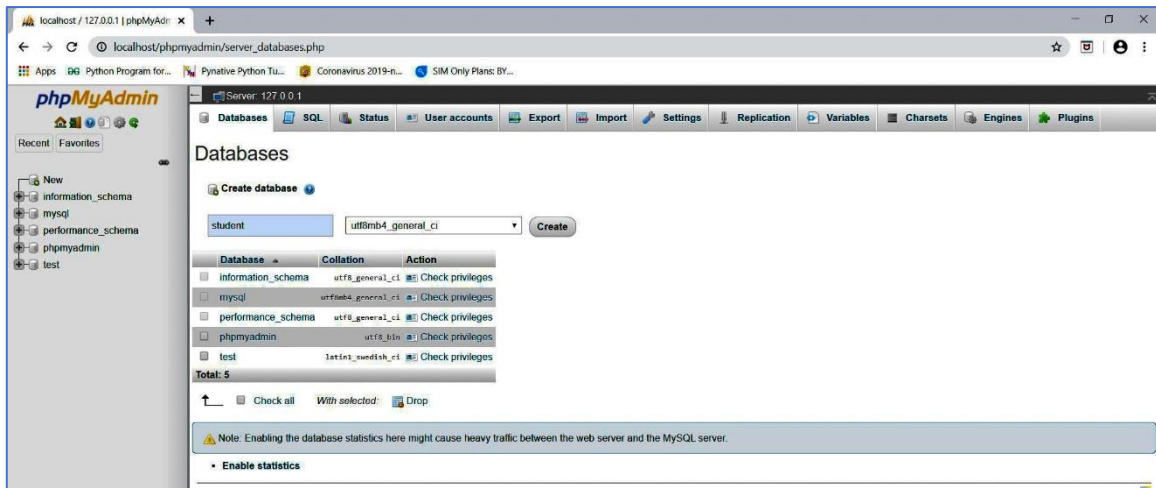 localhost / 127.0.0.1 | phpMyAdn
localhost/phpmyadmin/server_databases.php
Apps Python Program for... Pynative Python Tu... Coronavirus 2019-n... SIM Only Plans: BY...
phpMyAdmin
Recent Favorites
New
information_schema
mysql
performance_schema
phpmyadmin
test
Server: 127.0.0.1
Databases SQL Status User accounts Export Import Settings Replication Variables Charsets Engines Plugins
Databases
Create database
student utf8mb4_general_ci Create
Database Collation Action
information_schema utf8_general_ci Check privileges
mysql utf8mb4_general_ci Check privileges
performance_schema utf8_general_ci Check privileges
phpmyadmin utf8_bin Check privileges
test latin1_swedish_ci Check privileges
Total: 5
Check all With selected: Drop
Note: Enabling the database statistics here might cause heavy traffic between the web server and the MySQL server.
Enable statistics